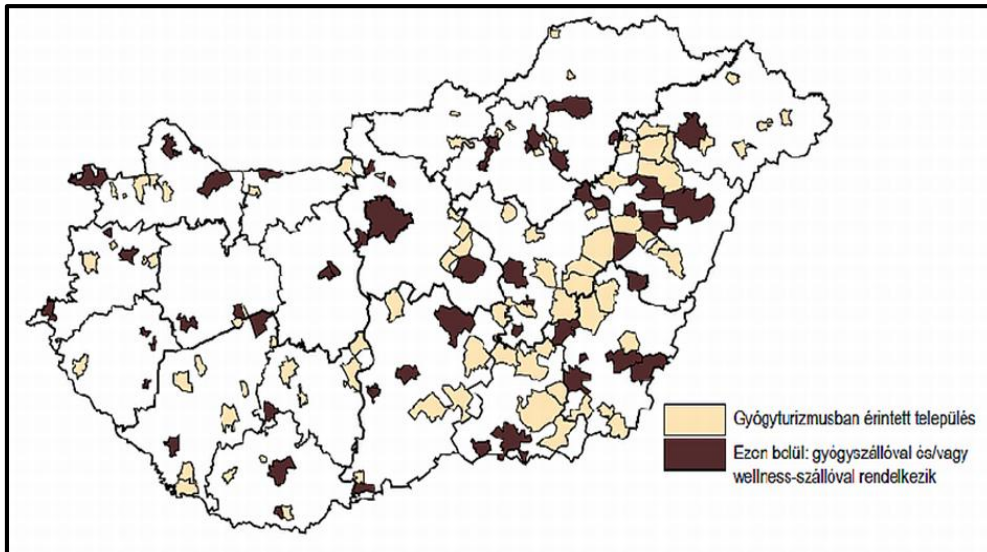 Gyógyturizmusban érintett település
Ezen belül: gyógyszállóval és/vagy
wellness-szállóval rendelkezik